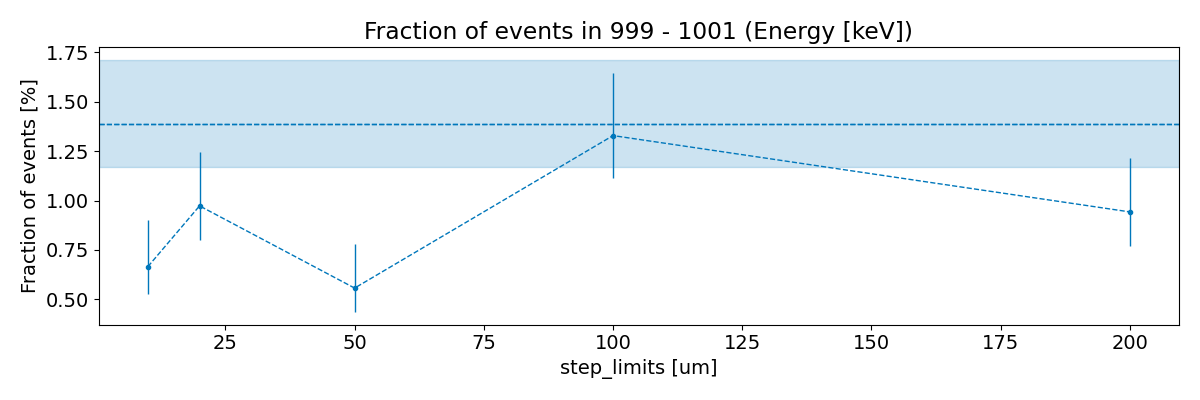 Fraction of events in 999 - 1001 (Energy [keV])
Fraction of events [%]
1.75
1.50
1.25
1.00
0.75
0.50
25 50 75 100 125 150 175 200
step_limits [um]